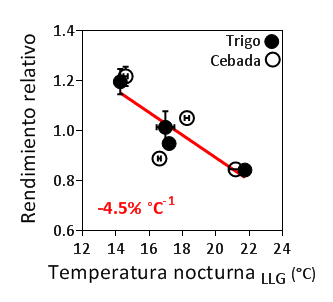 1.4
Trigo
Cebada
1.2
1.0
0.8
-4.5% °C-1
0.6
12 14 16 18 20 22 24
Rendimiento relativo
Temperatura nocturna LLG (°C)